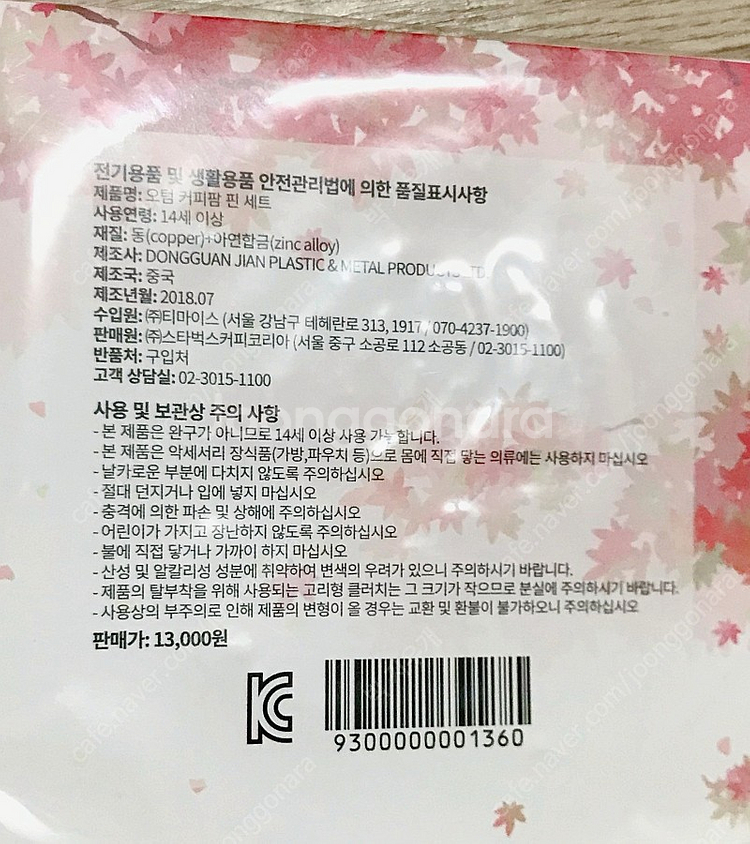 전기용품 및 생활용품 안전관리법에 의한 품질표시사항
제품명: 오텀 커피팜 핀 세트
사용연령: 14세 이상
재질: 동(copper)+아연합금(zinc alloy)
제조사: DONGGUAN JIAN PLASTIC & METAL PRODUCTS LTD.
제조국: 중국
제조년월: 2018.07
수입원: ㈜티마이스 (서울 강남구 테헤란로 313, 1917 / 070-4237-1900)
판매원: ㈜스타벅스커피코리아 (서울 중구 소공로 112 소공동 / 02-3015-1100)
반품처: 구입처
고객 상담실: 02-3015-1100
사용 및 보관상 주의 사항
- 본 제품은 완구가 아니므로 14세 이상 사용 가능합니다.
- 본 제품은 악세서리 장식품(가방,파우치 등)으로 몸에 직접 닿는 의류에는 사용하지 마십시오
- 날카로운 부분에 다치지 않도록 주의하십시오
- 절대 던지거나 입에 넣지 마십시오
- 충격에 의한 파손 및 상해에 주의하십시오
- 어린이가 가지고 장난하지 않도록 주의하십시오
- 불에 직접 닿거나 가까이 하지 마십시오
- 산성 및 알칼리성 성분에 취약하여 변색의 우려가 있으니 주의하시기 바랍니다.
- 제품의 탈부착을 위해 사용되는 고리형 클러치는 그 크기가 작으므로 분실에 주의하시기 바랍니다.
- 사용상의 부주의로 인해 제품의 변형이 올 경우는 교환 및 환불이 불가하오니 주의하십시오
판매가: 13,000원
9300000001360
joonggonara
cafe.naver.com/joonggonara